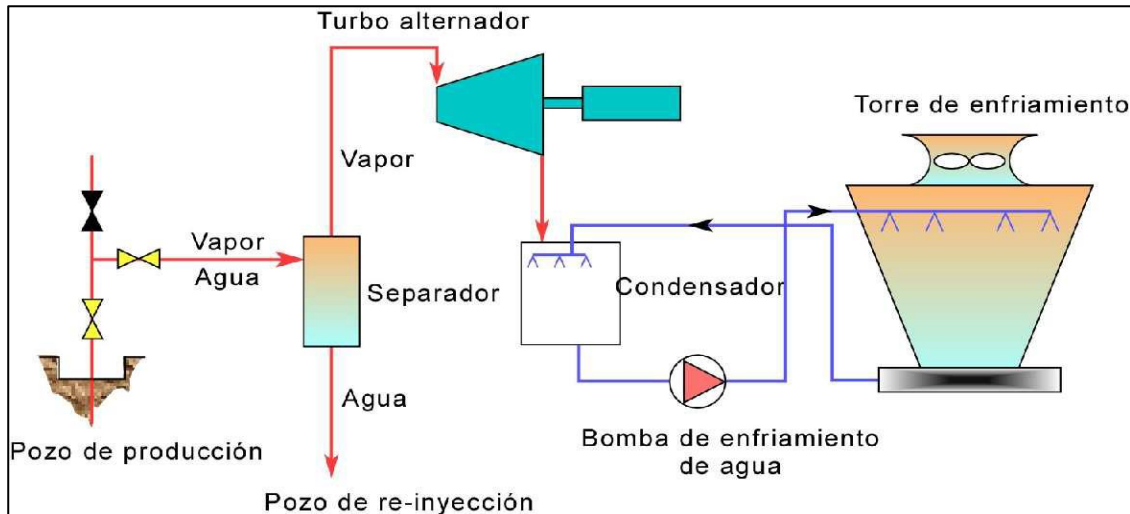 Turbo alternador
Torre de enfriamiento
Vapor
Vapor
Agua
Separador
Condensador
Agua
Pozo de producción
Bomba de enfriamiento
de agua
Pozo de re-inyección